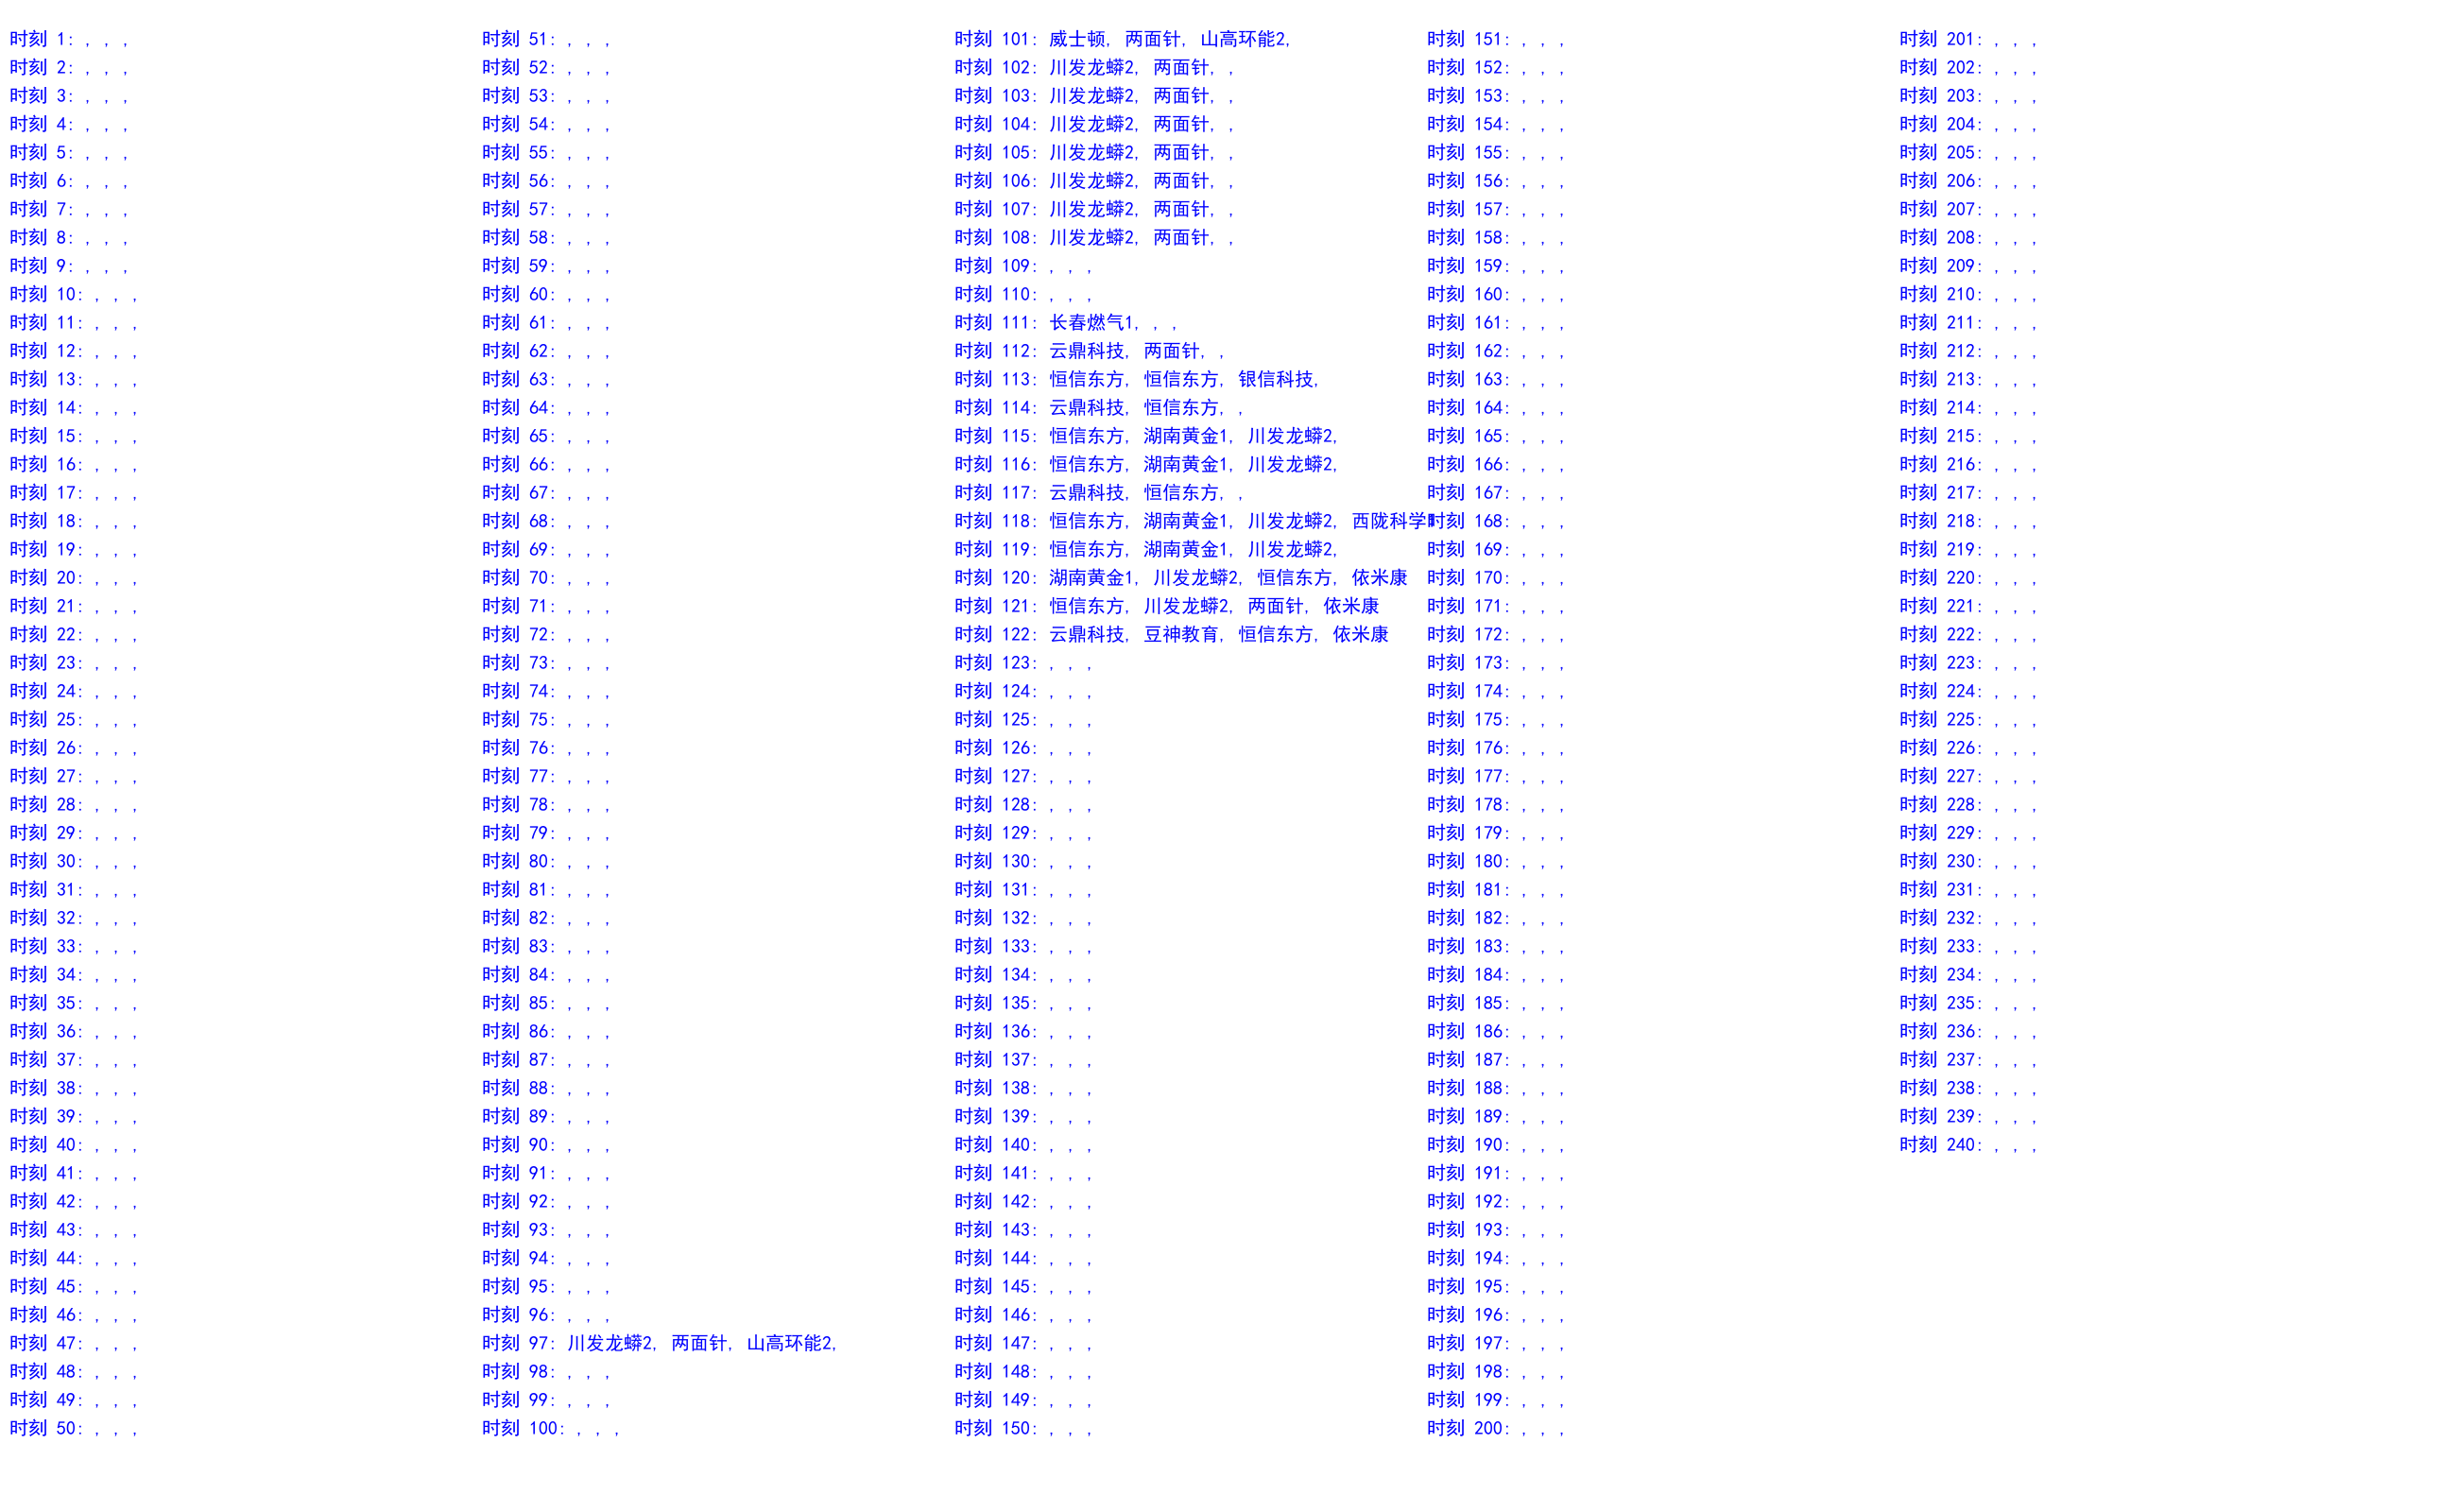 时刻 1: , , ,
时刻 2: , , ,
时刻 3: , , ,
时刻 4: , , ,
时刻 5: , , ,
时刻 6: , , ,
时刻 7: , , ,
时刻 8: , , ,
时刻 9: , , ,
时刻 10: , , ,
时刻 11: , , ,
时刻 12: , , ,
时刻 13: , , ,
时刻 14: , , ,
时刻 15: , , ,
时刻 16: , , ,
时刻 17: , , ,
时刻 18: , , ,
时刻 19: , , ,
时刻 20: , , ,
时刻 21: , , ,
时刻 22: , , ,
时刻 23: , , ,
时刻 24: , , ,
时刻 25: , , ,
时刻 26: , , ,
时刻 27: , , ,
时刻 28: , , ,
时刻 29: , , ,
时刻 30: , , ,
时刻 31: , , ,
时刻 32: , , ,
时刻 33: , , ,
时刻 34: , , ,
时刻 35: , , ,
时刻 36: , , ,
时刻 37: , , ,
时刻 38: , , ,
时刻 39: , , ,
时刻 40: , , ,
时刻 41: , , ,
时刻 42: , , ,
时刻 43: , , ,
时刻 44: , , ,
时刻 45: , , ,
时刻 46: , , ,
时刻 47: , , ,
时刻 48: , , ,
时刻 49: , , ,
时刻 50: , , ,
时刻 51: , , ,
时刻 52: , , ,
时刻 53: , , ,
时刻 54: , , ,
时刻 55: , , ,
时刻 56: , , ,
时刻 57: , , ,
时刻 58: , , ,
时刻 59: , , ,
时刻 60: , , ,
时刻 61: , , ,
时刻 62: , , ,
时刻 63: , , ,
时刻 64: , , ,
时刻 65: , , ,
时刻 66: , , ,
时刻 67: , , ,
时刻 68: , , ,
时刻 69: , , ,
时刻 70: , , ,
时刻 71: , , ,
时刻 72: , , ,
时刻 73: , , ,
时刻 74: , , ,
时刻 75: , , ,
时刻 76: , , ,
时刻 77: , , ,
时刻 78: , , ,
时刻 79: , , ,
时刻 80: , , ,
时刻 81: , , ,
时刻 82: , , ,
时刻 83: , , ,
时刻 84: , , ,
时刻 85: , , ,
时刻 86: , , ,
时刻 87: , , ,
时刻 88: , , ,
时刻 89: , , ,
时刻 90: , , ,
时刻 91: , , ,
时刻 92: , , ,
时刻 93: , , ,
时刻 94: , , ,
时刻 95: , , ,
时刻 96: , , ,
时刻 97: 川发龙蟒2, 两面针, 山高环能2,
时刻 98: , , ,
时刻 99: , , ,
时刻 100: , , ,
时刻 101: 威士顿, 两面针, 山高环能2,
时刻 102: 川发龙蟒2, 两面针, ,
时刻 103: 川发龙蟒2, 两面针, ,
时刻 104: 川发龙蟒2, 两面针, ,
时刻 105: 川发龙蟒2, 两面针, ,
时刻 106: 川发龙蟒2, 两面针, ,
时刻 107: 川发龙蟒2, 两面针, ,
时刻 108: 川发龙蟒2, 两面针, ,
时刻 109: , , ,
时刻 110: , , ,
时刻 111: 长春燃气1, , ,
时刻 112: 云鼎科技, 两面针, ,
时刻 113: 恒信东方, 恒信东方, 银信科技,
时刻 114: 云鼎科技, 恒信东方, ,
时刻 115: 恒信东方, 湖南黄金1, 川发龙蟒2,
时刻 116: 恒信东方, 湖南黄金1, 川发龙蟒2,
时刻 117: 云鼎科技, 恒信东方, ,
时刻 118: 恒信东方, 湖南黄金1, 川发龙蟒2, 西陇科学
时刻 119: 恒信东方, 湖南黄金1, 川发龙蟒2,
时刻 120: 湖南黄金1, 川发龙蟒2, 恒信东方, 依米康
时刻 121: 恒信东方, 川发龙蟒2, 两面针, 依米康
时刻 122: 云鼎科技, 豆神教育, 恒信东方, 依米康
时刻 123: , , ,
时刻 124: , , ,
时刻 125: , , ,
时刻 126: , , ,
时刻 127: , , ,
时刻 128: , , ,
时刻 129: , , ,
时刻 130: , , ,
时刻 131: , , ,
时刻 132: , , ,
时刻 133: , , ,
时刻 134: , , ,
时刻 135: , , ,
时刻 136: , , ,
时刻 137: , , ,
时刻 138: , , ,
时刻 139: , , ,
时刻 140: , , ,
时刻 141: , , ,
时刻 142: , , ,
时刻 143: , , ,
时刻 144: , , ,
时刻 145: , , ,
时刻 146: , , ,
时刻 147: , , ,
时刻 148: , , ,
时刻 149: , , ,
时刻 150: , , ,
时刻 151: , , ,
时刻 152: , , ,
时刻 153: , , ,
时刻 154: , , ,
时刻 155: , , ,
时刻 156: , , ,
时刻 157: , , ,
时刻 158: , , ,
时刻 159: , , ,
时刻 160: , , ,
时刻 161: , , ,
时刻 162: , , ,
时刻 163: , , ,
时刻 164: , , ,
时刻 165: , , ,
时刻 166: , , ,
时刻 167: , , ,
时刻 168: , , ,
时刻 169: , , ,
时刻 170: , , ,
时刻 171: , , ,
时刻 172: , , ,
时刻 173: , , ,
时刻 174: , , ,
时刻 175: , , ,
时刻 176: , , ,
时刻 177: , , ,
时刻 178: , , ,
时刻 179: , , ,
时刻 180: , , ,
时刻 181: , , ,
时刻 182: , , ,
时刻 183: , , ,
时刻 184: , , ,
时刻 185: , , ,
时刻 186: , , ,
时刻 187: , , ,
时刻 188: , , ,
时刻 189: , , ,
时刻 190: , , ,
时刻 191: , , ,
时刻 192: , , ,
时刻 193: , , ,
时刻 194: , , ,
时刻 195: , , ,
时刻 196: , , ,
时刻 197: , , ,
时刻 198: , , ,
时刻 199: , , ,
时刻 200: , , ,
时刻 201: , , ,
时刻 202: , , ,
时刻 203: , , ,
时刻 204: , , ,
时刻 205: , , ,
时刻 206: , , ,
时刻 207: , , ,
时刻 208: , , ,
时刻 209: , , ,
时刻 210: , , ,
时刻 211: , , ,
时刻 212: , , ,
时刻 213: , , ,
时刻 214: , , ,
时刻 215: , , ,
时刻 216: , , ,
时刻 217: , , ,
时刻 218: , , ,
时刻 219: , , ,
时刻 220: , , ,
时刻 221: , , ,
时刻 222: , , ,
时刻 223: , , ,
时刻 224: , , ,
时刻 225: , , ,
时刻 226: , , ,
时刻 227: , , ,
时刻 228: , , ,
时刻 229: , , ,
时刻 230: , , ,
时刻 231: , , ,
时刻 232: , , ,
时刻 233: , , ,
时刻 234: , , ,
时刻 235: , , ,
时刻 236: , , ,
时刻 237: , , ,
时刻 238: , , ,
时刻 239: , , ,
时刻 240: , , ,